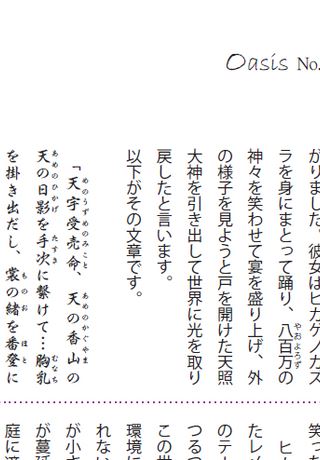 Oasis No.
がりました。彼女はヒカゲノカズ
ラを身にまとって踊り、八百万の
やおよろず
神々を笑わせて宴を盛り上げ、外
の様子を見ようと戸を開けた天照
大神を引き出して世界に光を取り
戻したと言います。
以下がその文章です。
「天宇受売命、天の香山の
めのうずめのみこと あめのかぐやま
天の日影を手次に繋けて…胸乳
あめのひかげ たすき むなち
を掛き出だし、裳の緒を番登に
ものお ほと
笑っ
ヒ
たレ
のテー
つるつ
この世
環境に
れない
が小さ
が蔓
庭に